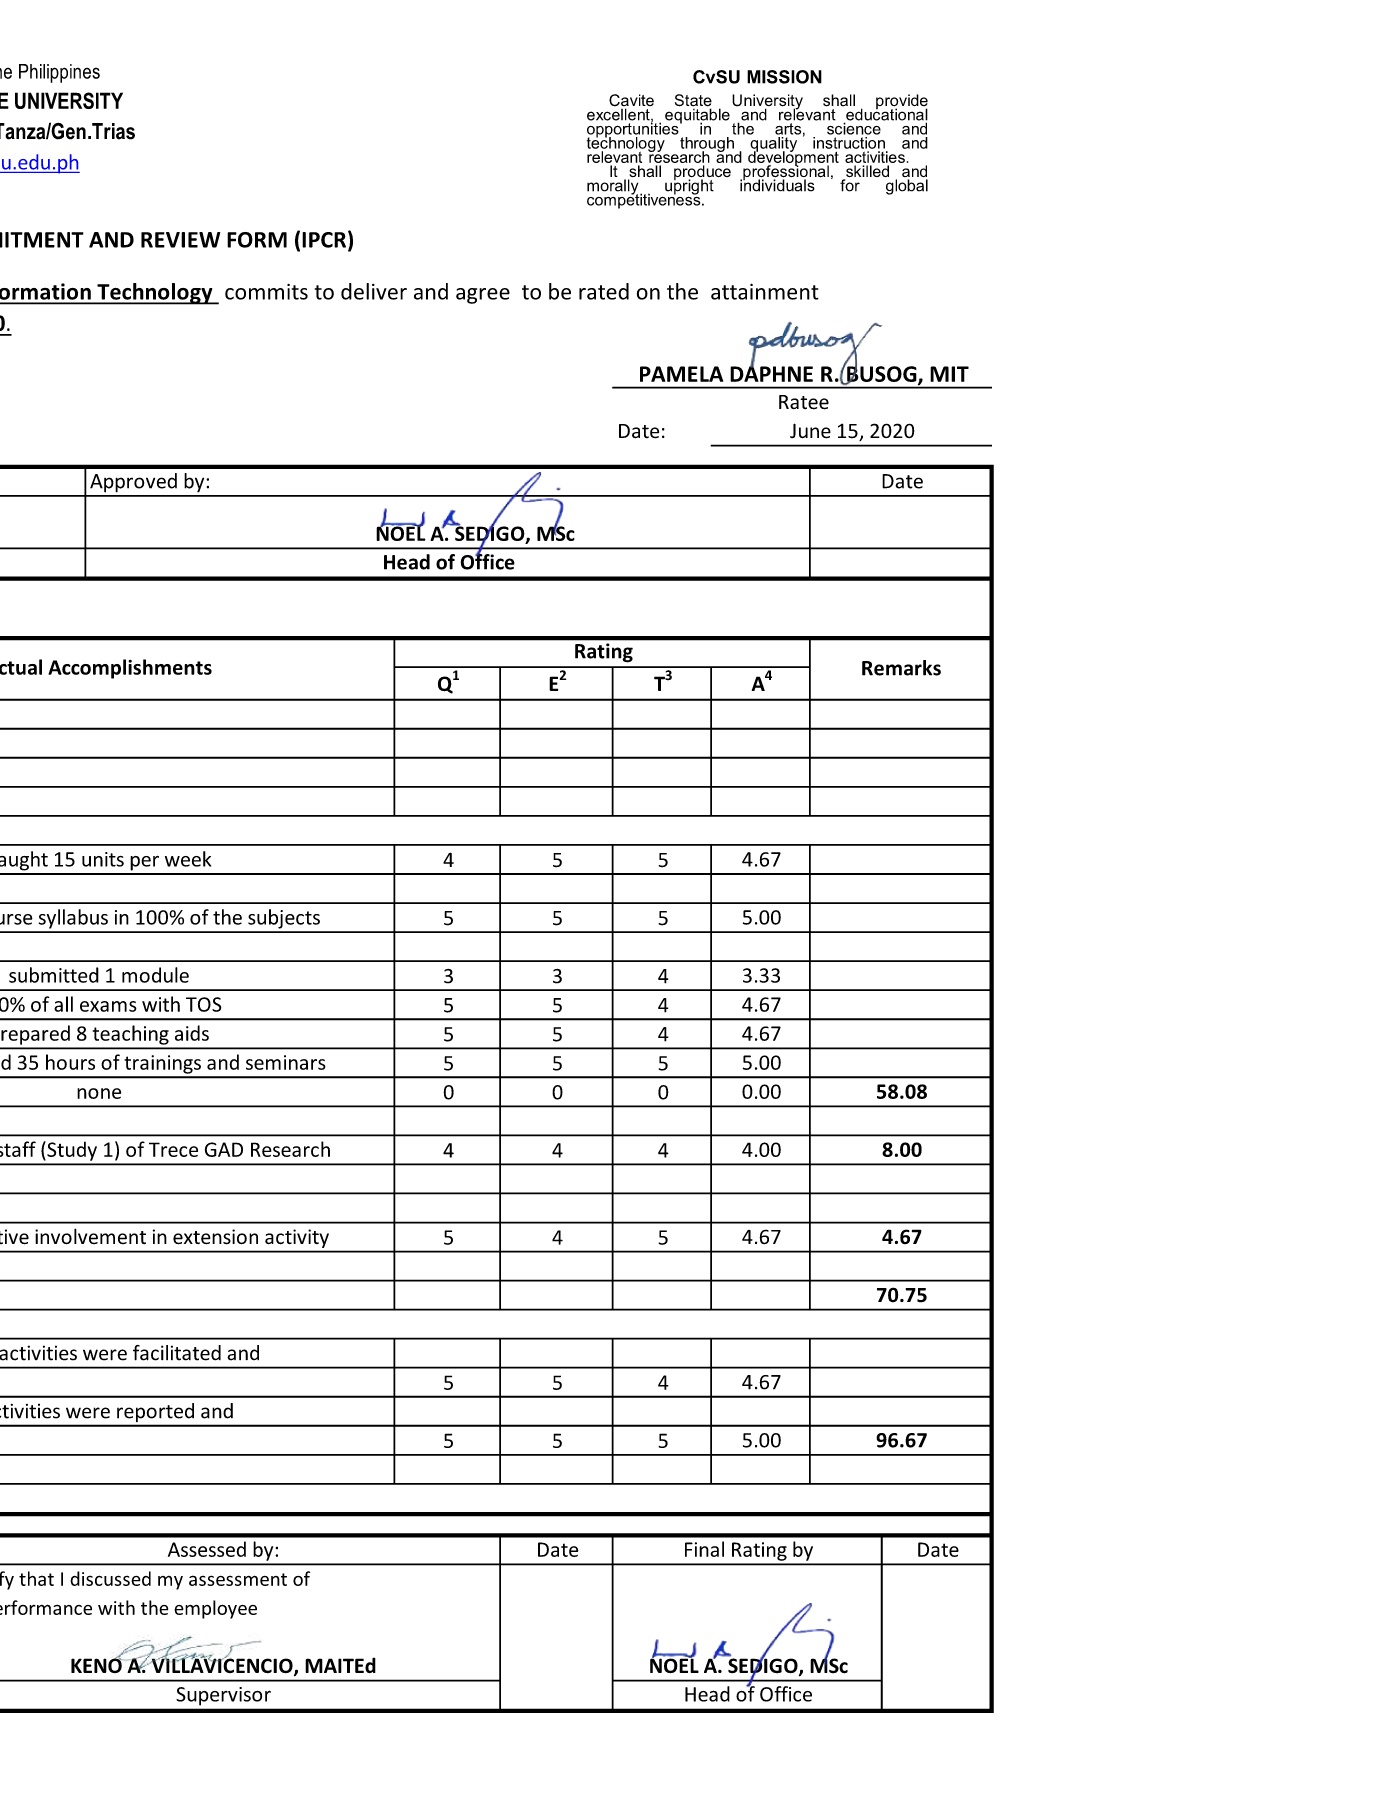 ne Philippines
E UNIVERSITY
Tanza/Gen.Trias
u.edu.ph
CvSU MISSION
Cavite State University shall provide
excellent, equitable and relevant educational
opportunities in the arts, science and
technology through quality instruction and
relevant research and development activities.
It shall produce professional, skilled and
morally upright individuals for global
competitiveness.
MITMENT AND REVIEW FORM (IPCR)
ormation Technology commits to deliver and agree to be rated on the attainment
0.
pdbusog
PAMELA DAPHNE R. BUSOG, MIT
Ratee
Date: June 15, 2020
Approved by: Date
NOEL A. SEDIGO, MSc
Head of Office
ctual Accomplishments Rating Remarks
Q1 E2 T3 A4
aught 15 units per week 4 5 5 4.67
urse syllabus in 100% of the subjects 5 5 5 5.00
submitted 1 module 3 3 4 3.33
0% of all exams with TOS 5 5 4 4.67
repared 8 teaching aids 5 5 4 4.67
d 35 hours of trainings and seminars 5 5 5 5.00
none 0 0 0 0.00 58.08
staff (Study 1) of Trece GAD Research 4 4 4 4.00 8.00
tive involvement in extension activity 5 4 5 4.67 4.67
70.75
activities were facilitated and
5 5 4 4.67
ctivities were reported and
5 5 5 5.00 96.67
Assessed by: Date Final Rating by Date
fy that I discussed my assessment of
erformance with the employee
KENO A. VILLAVICENCIO, MAITEd NOEL A. SEDIGO, MSc
Supervisor Head of Office